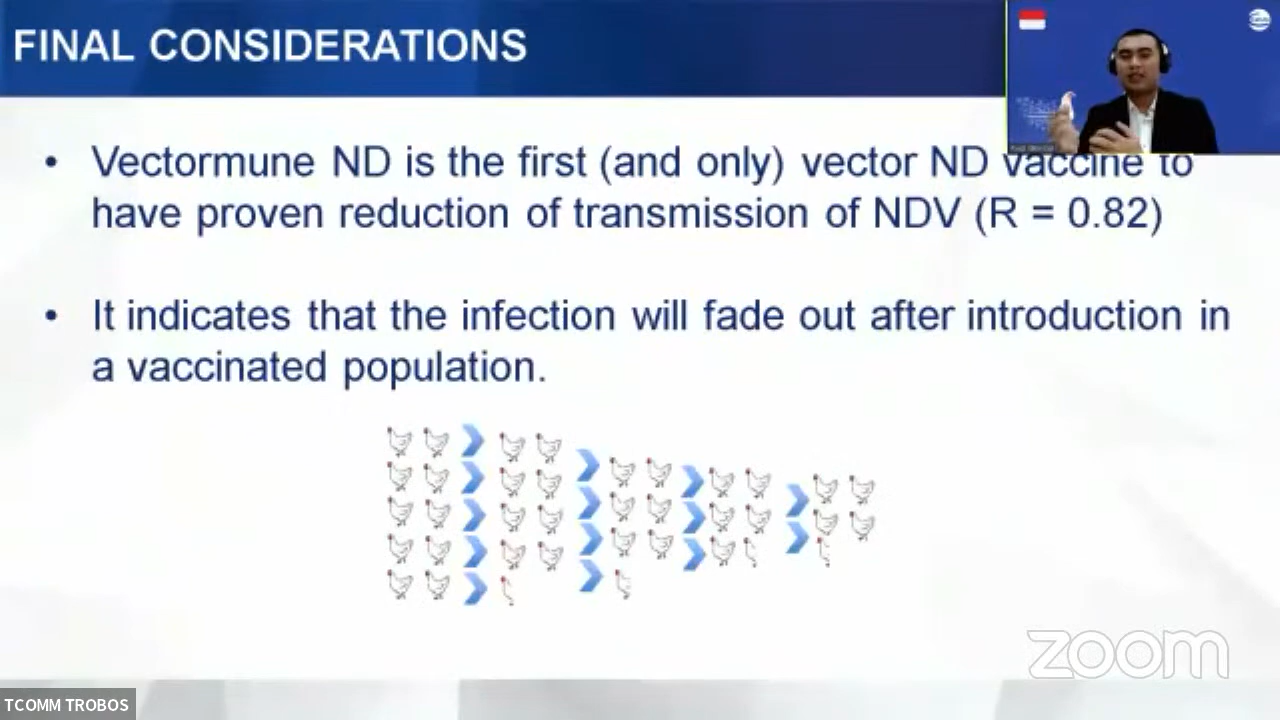 FINAL CONSIDERATIONS
• Vectormune ND is the first (and only) vector ND vaccine to
have proven reduction of transmission of NDV (R = 0.82)
• It indicates that the infection will fade out after introduction in
a vaccinated population.
zoom
TCOMM TROBOS